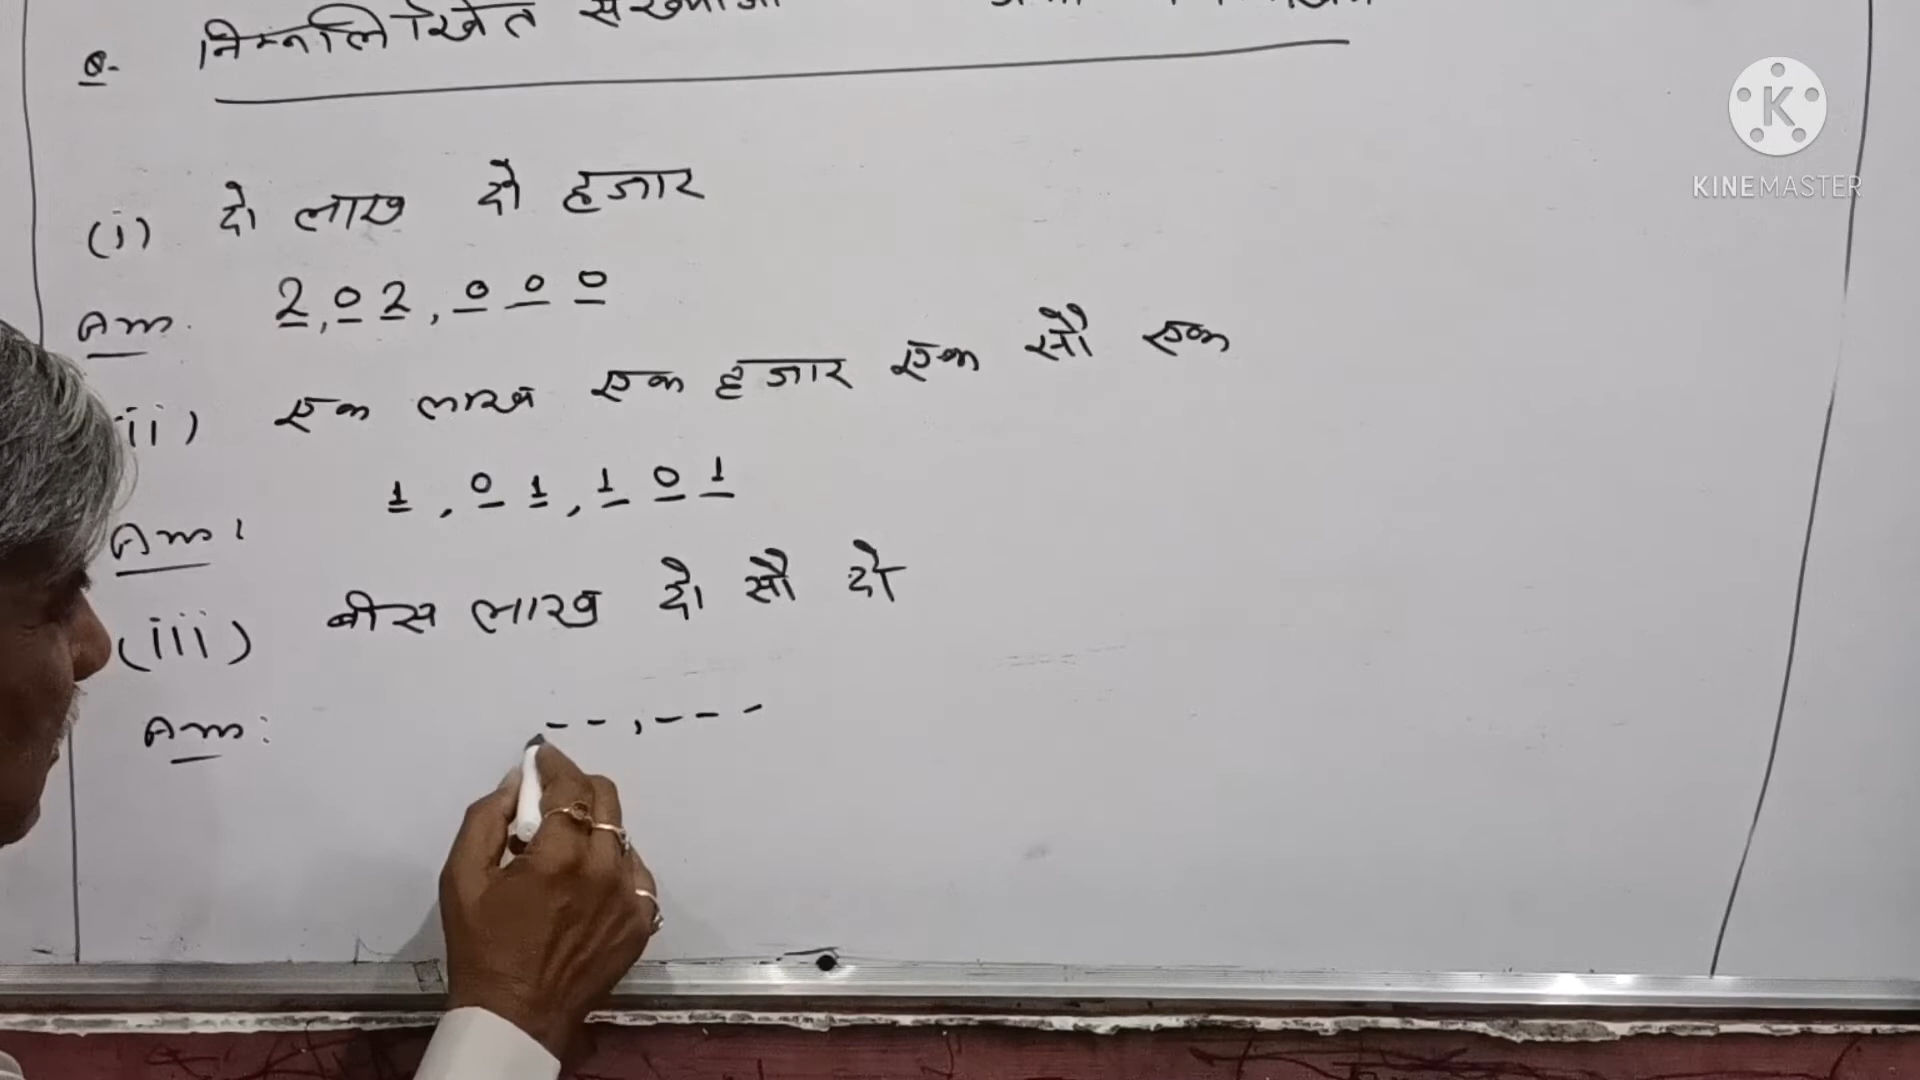 Q. निम्नलिखित
K
KINEMASTER
(i) दो लाख दो हजार
Ans. 2,02,000
ii) एक लाख एक हजार एक सौ एक
Ans: 1,01,101
(iii) बीस लाख दो सौ दो
Ans: --,---